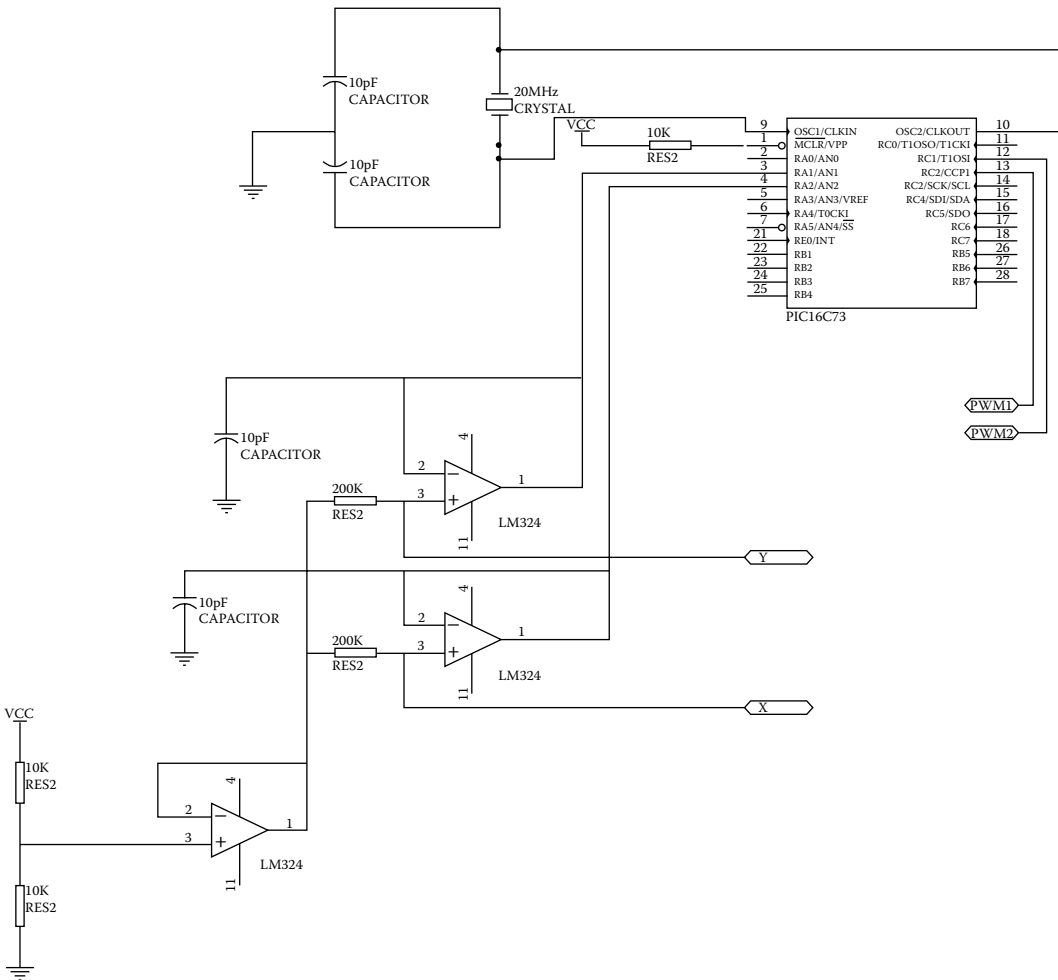 10pF
CAPACITOR
20MHz
CRYSTAL
10pF
CAPACITOR
VCC
10K
RES2
9
1
2
3
4
5
6
7
21
22
23
24
25
OSC1/CLKIN
MCLR/VPP
RA0/AN0
RA1/AN1
RA2/AN2
RA3/AN3/VREF
RA4/T0CKI
RA5/AN4/SS
RE0/INT
RB1
RB2
RB3
RB4
OSC2/CLKOUT
RC0/T1OSO/T1CKI
RC1/T1OSI
RC2/CCP1
RC2/SCK/SCL
RC4/SDI/SDA
RC5/SDO
RC6
RC7
RB5
RB6
RB7
10
11
12
13
14
15
16
17
18
26
27
28
PIC16C73
PWM1
PWM2
10pF
CAPACITOR
4
2
−
1
200K
3
+
RES2
LM324
11
Y
10pF
CAPACITOR
4
2
−
1
200K
3
+
RES2
LM324
11
X
VCC
10K
RES2
4
2
−
1
3
+
LM324
11
10K
RES2